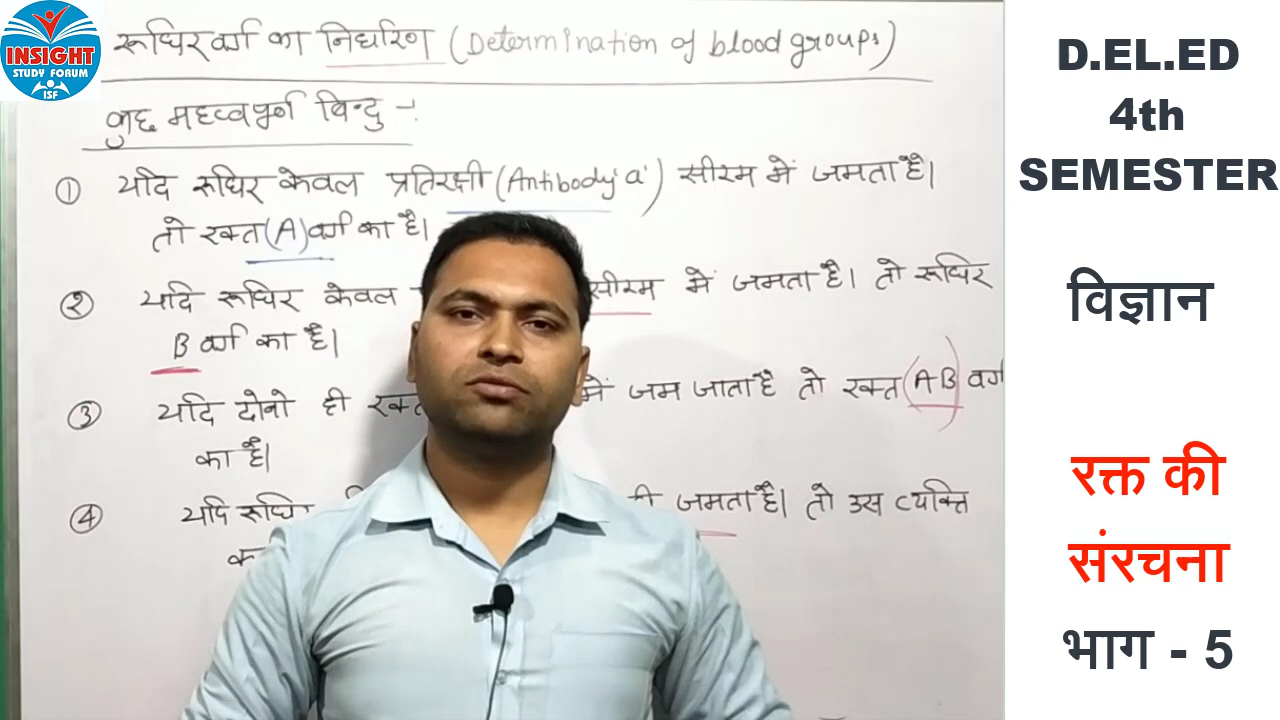 INSIGHT
STUDY FORUM
ISF
रूधिर वर्ग का निर्धारण (Determination of blood groups)
कुछ महत्वपूर्ण बिन्दु -:
① यदि रूधिर केवल प्रतिरक्षी (Antibody 'a') सीरम में जमता है।
तो रक्त (A) वर्ग का है।
② यदि रूधिर केवल सीरम में जमता है। तो रूधिर
B वर्ग का है।
③ यदि दोनो ही रक्त में जम जाता है तो रक्त (AB) वर्ग
का है।
④ यदि जमता है। तो उस व्यक्ति
D.EL.ED
4th
SEMESTER
विज्ञान
रक्त की
संरचना
भाग - 5